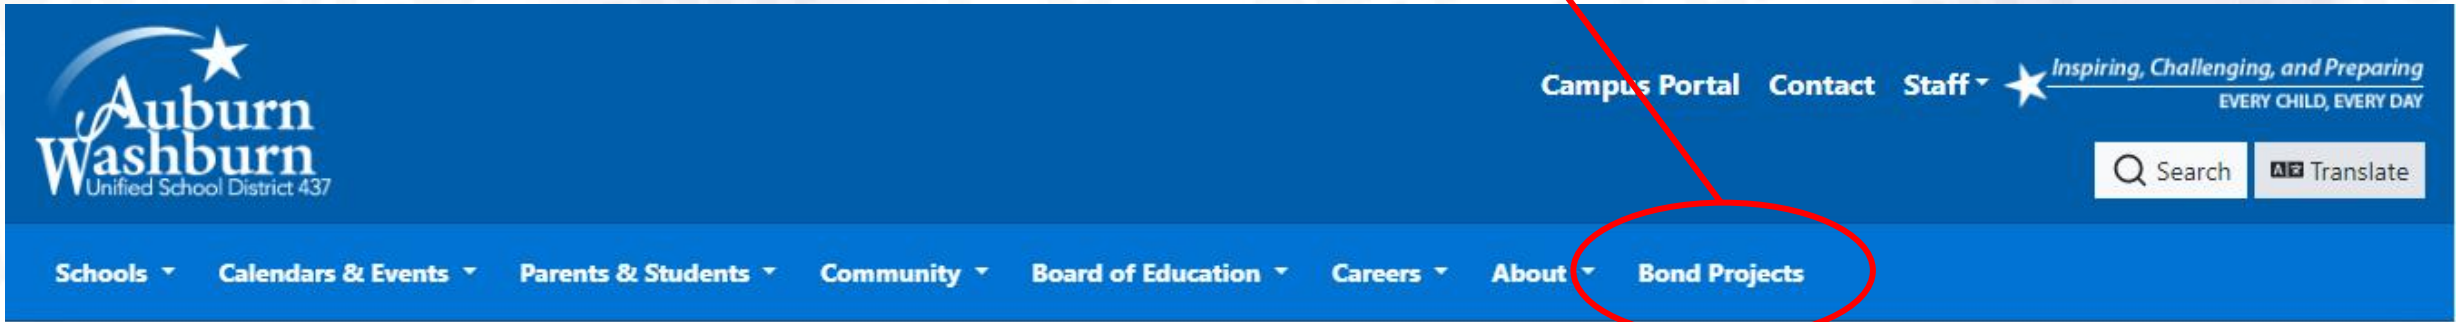 Auburn
Washburn
Unified School District 437
Campus Portal Contact Staff
Inspiring, Challenging, and Preparing
EVERY CHILD, EVERY DAY
Search Translate
Schools Calendars & Events Parents & Students Community Board of Education Careers About Bond Projects